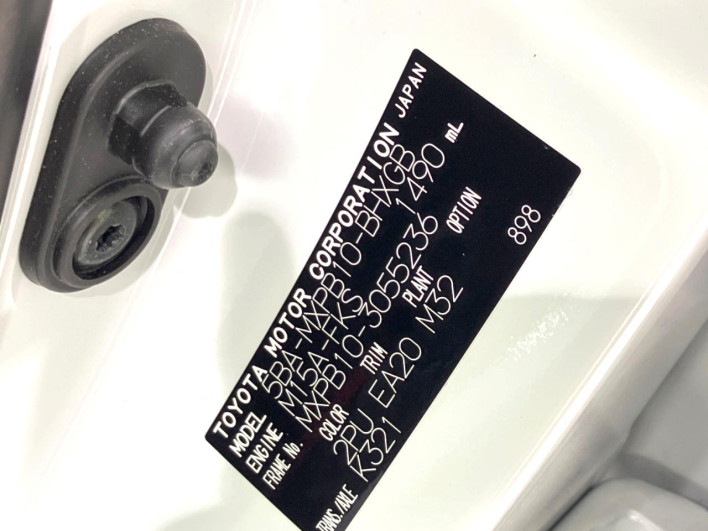 TOYOTA MOTOR CORPORATION JAPAN
MODEL 5BA-MXPB10-BHXGB
ENGINE M15A-FKS 1490 mL
FRAME No. MXPB10-3055236
COLOR TRIM PLANT OPTION
2PU EA20 M32
TRANS./AXLE K321 898